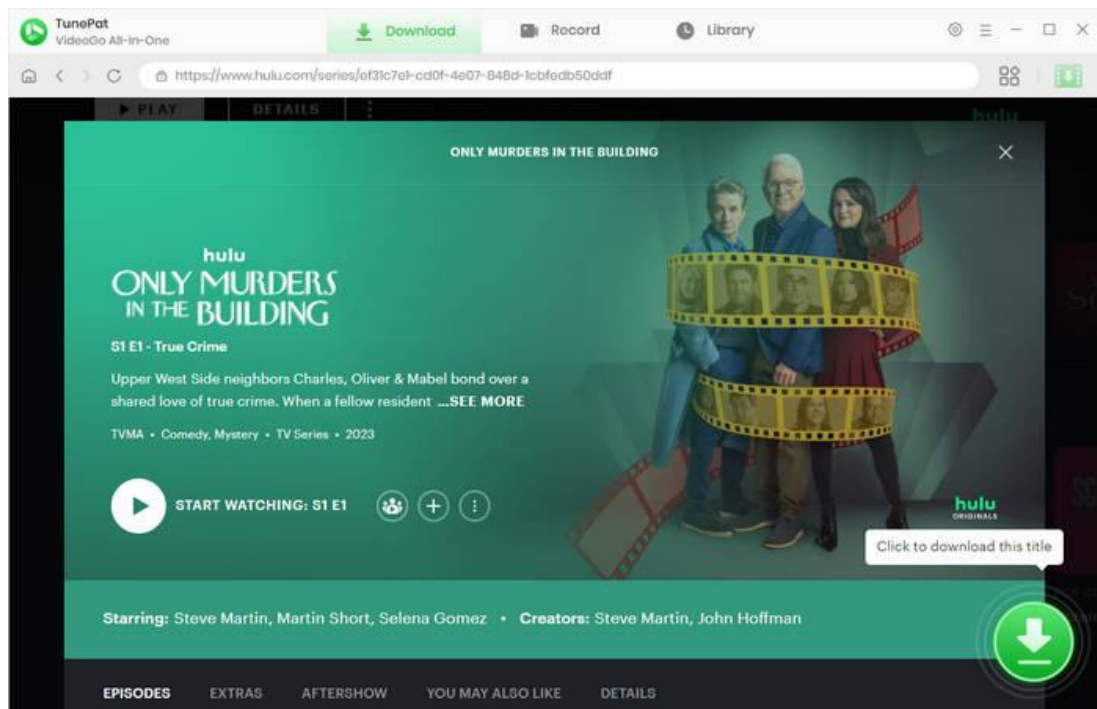 TunePat
VideoGo All-In-One
Download
Record
Library
https://www.hulu.com/series/ef31c7e1-cd0f-4e07-848d-1cbfedb50ddf
PLAY
DETAILS
hulu
ONLY MURDERS IN THE BUILDING
hulu
ONLY MURDERS
IN THE BUILDING
S1 E1 - True Crime
Upper West Side neighbors Charles, Oliver & Mabel bond over a
shared love of true crime. When a fellow resident ...SEE MORE
TVMA • Comedy, Mystery • TV Series • 2023
START WATCHING: S1 E1
hulu
ORIGINALS
Click to download this title
Starring: Steve Martin, Martin Short, Selena Gomez • Creators: Steve Martin, John Hoffman
EPISODES
EXTRAS
AFTERSHOW
YOU MAY ALSO LIKE
DETAILS